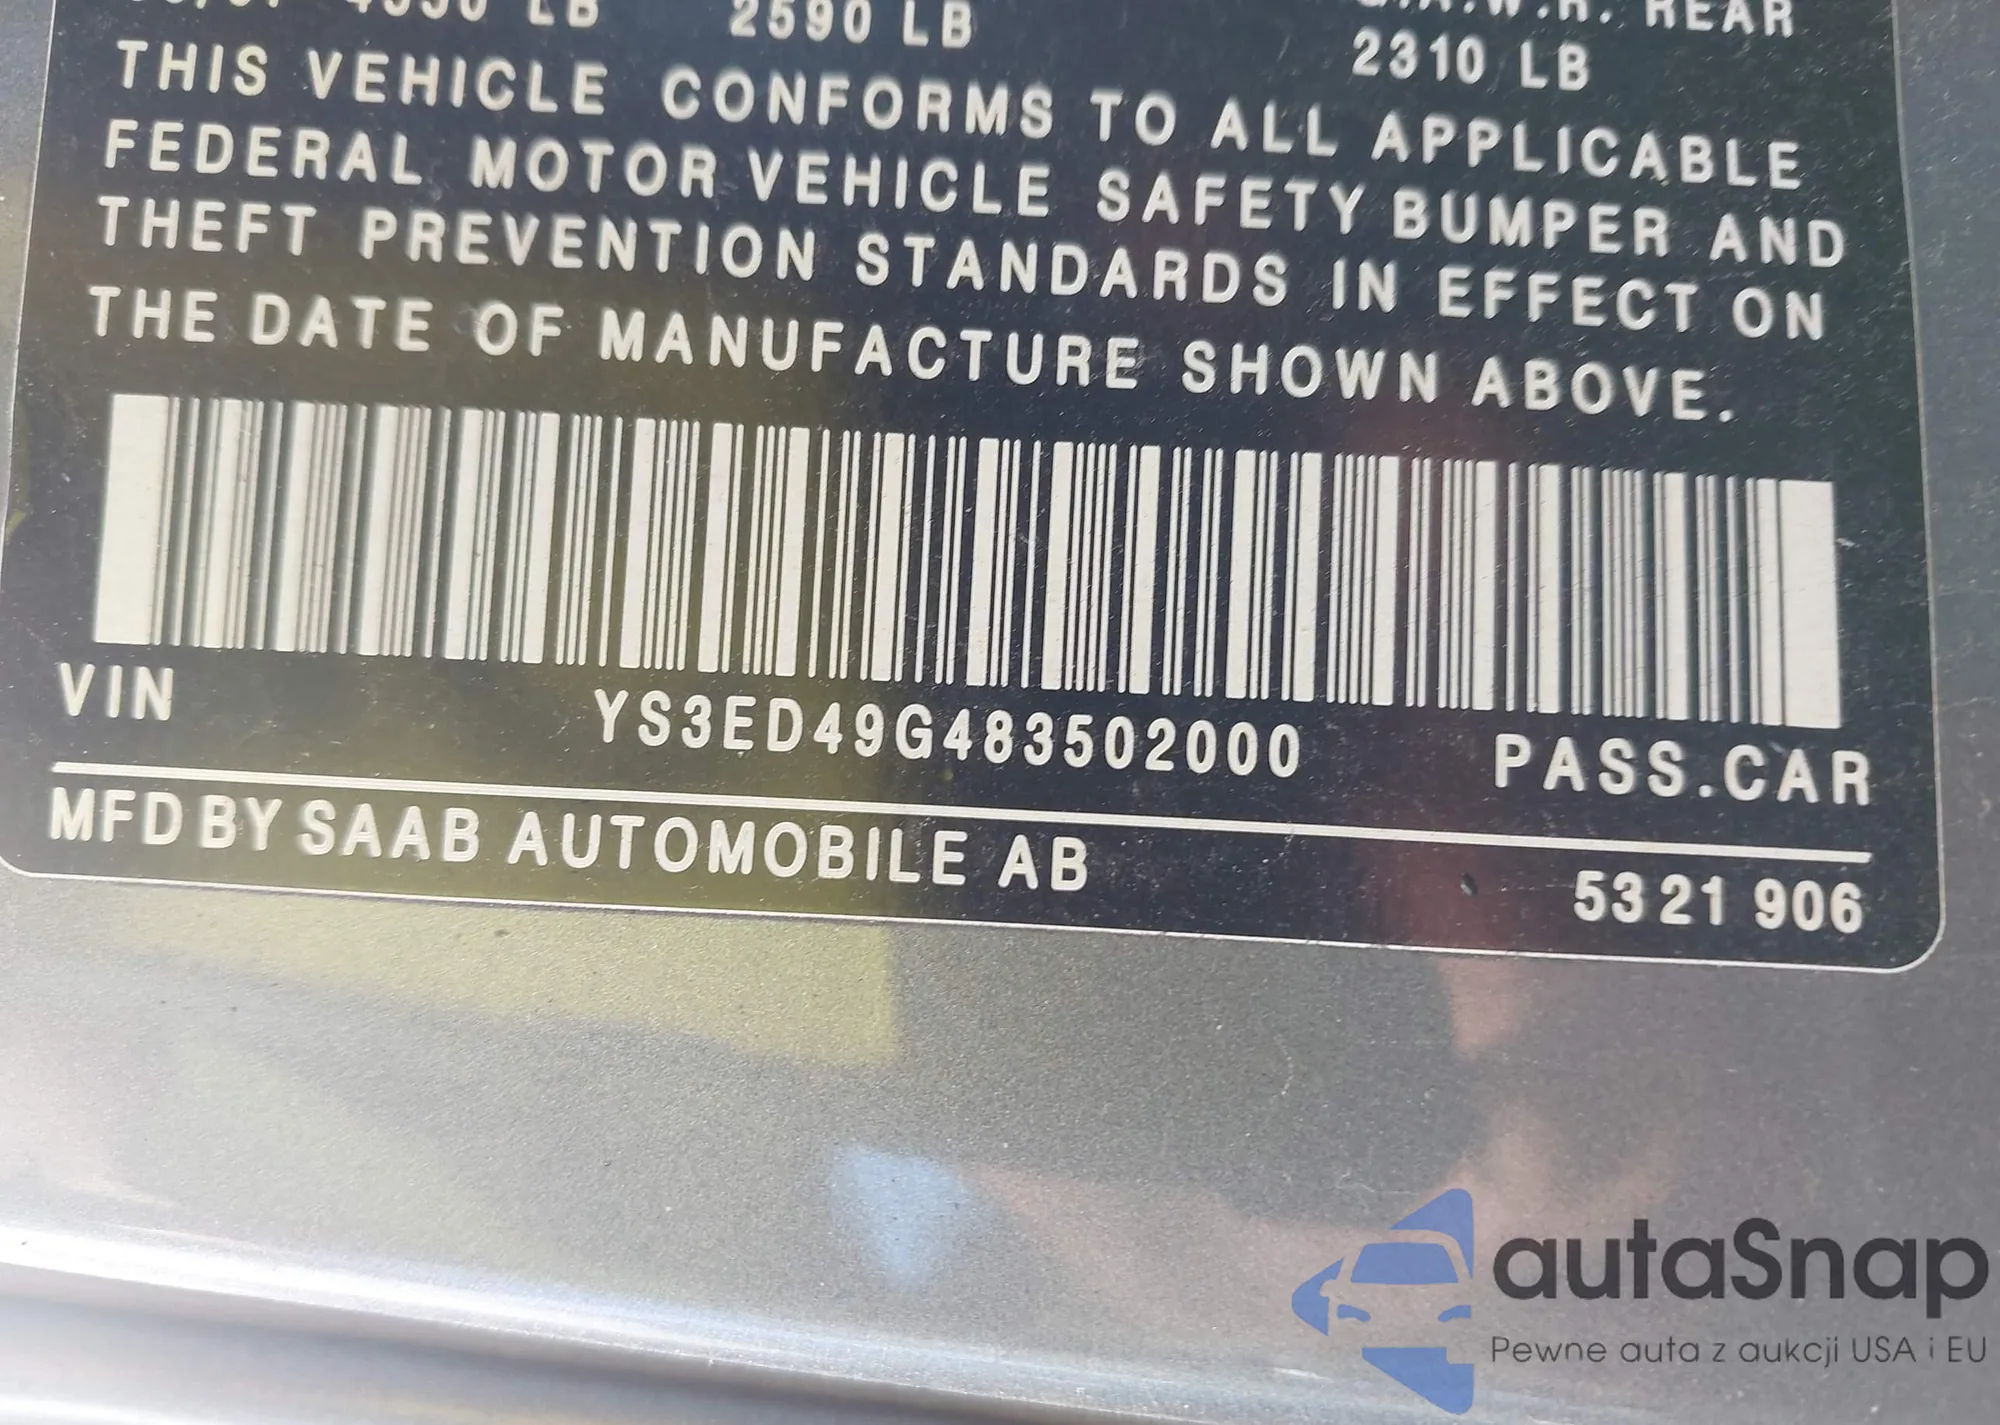 LB
2590 LB
REAR
2310 LB
THIS VEHICLE CONFORMS TO ALL APPLICABLE
FEDERAL MOTOR VEHICLE SAFETY BUMPER AND
THEFT PREVENTION STANDARDS IN EFFECT ON
THE DATE OF MANUFACTURE SHOWN ABOVE.
VIN YS3ED49G483502000 PASS.CAR
MFD BY SAAB AUTOMOBILE AB 53 21 906
autaSnap
Pewne auta z aukcji USA i EU